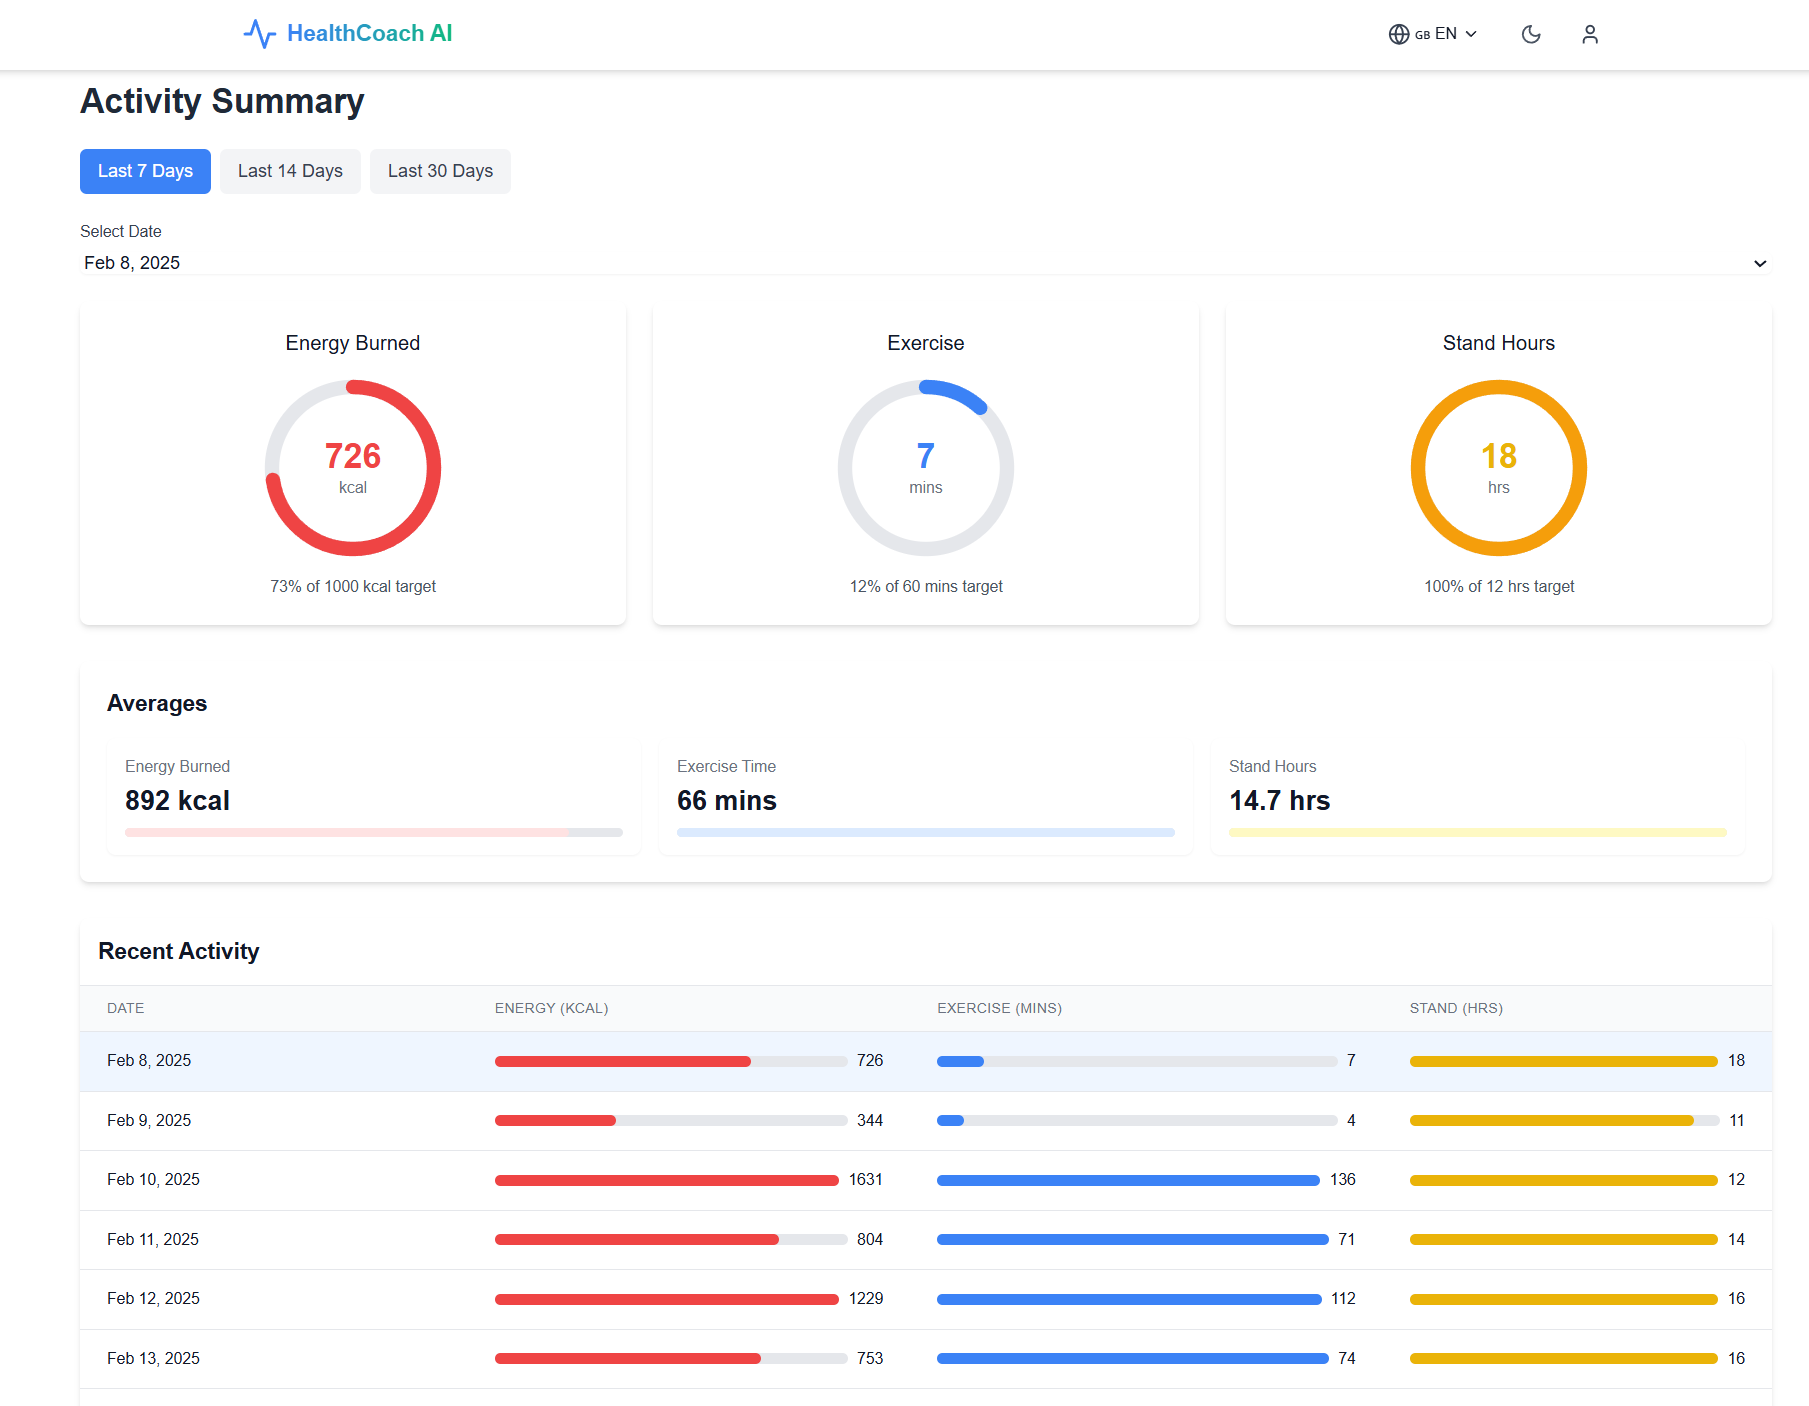 HealthCoach AI
GB EN
Activity Summary
Last 7 Days Last 14 Days Last 30 Days
Select Date
Feb 8, 2025
Energy Burned
726
kcal
73% of 1000 kcal target
Exercise
7
mins
12% of 60 mins target
Stand Hours
18
hrs
100% of 12 hrs target
Averages
Energy Burned
892 kcal
Exercise Time
66 mins
Stand Hours
14.7 hrs
Recent Activity
DATE ENERGY (KCAL) EXERCISE (MINS) STAND (HRS)
Feb 8, 2025 726 7 18
Feb 9, 2025 344 4 11
Feb 10, 2025 1631 136 12
Feb 11, 2025 804 71 14
Feb 12, 2025 1229 112 16
Feb 13, 2025 753 74 16